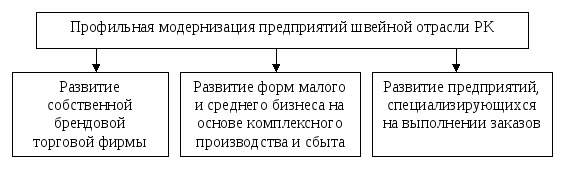 Профильная модернизация предприятий швейной отрасли РК
Развитие
собственной
брендовой
торговой фирмы
Развитие форм малого
и среднего бизнеса на
основе комплексного
производства и сбыта
Развитие предприятий,
специализирующихся
на выполнении заказов